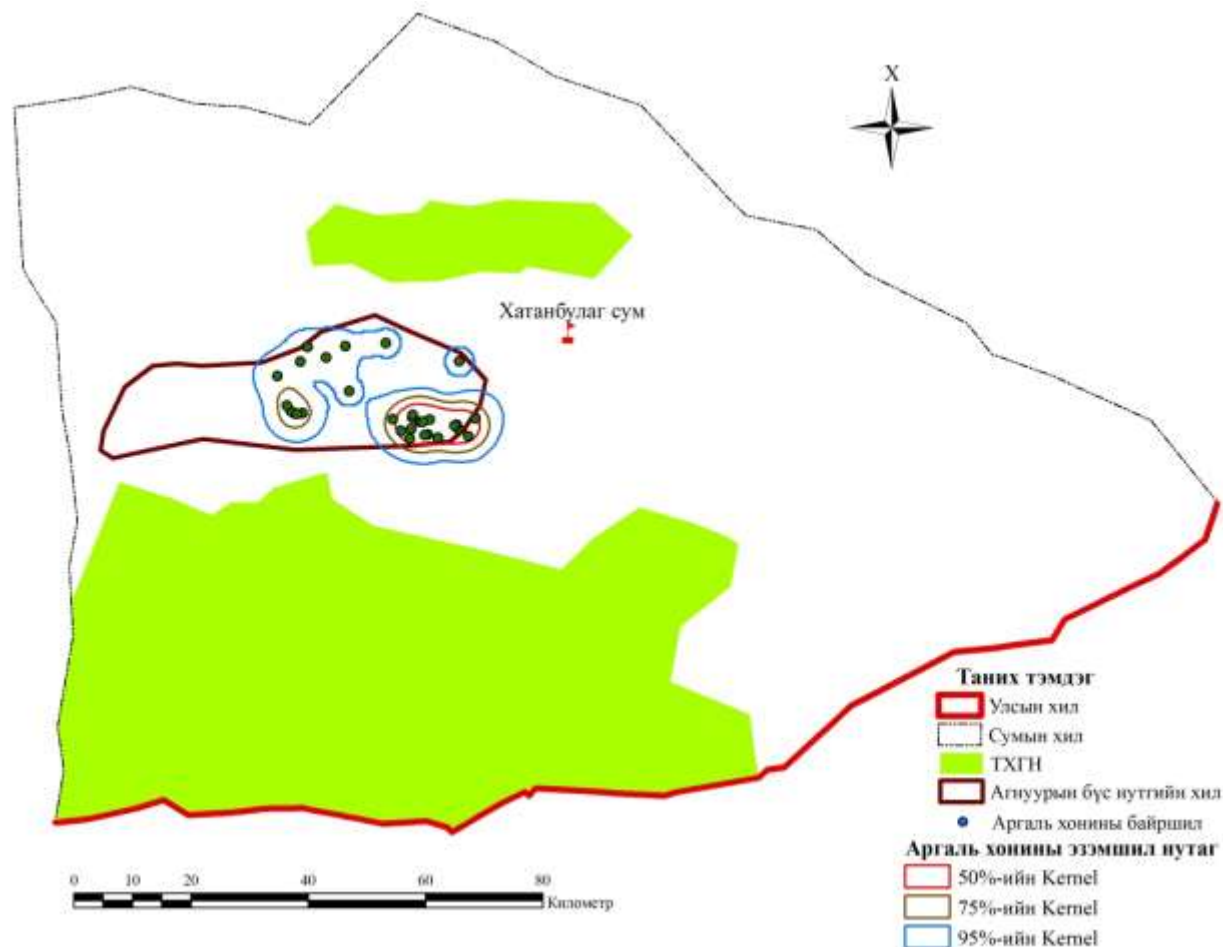 X
Хатанбулаг сум
Таних тэмдэг
Улсын хил
Сумын хил
ТХГН
Агнуурын бүс нутгийн хил
Аргаль хонины байршил
Аргаль хонины эзэмшил нутаг
50%-ийн Kernel
75%-ийн Kernel
95%-ийн Kernel
0 10 20 40 60 80
Километр